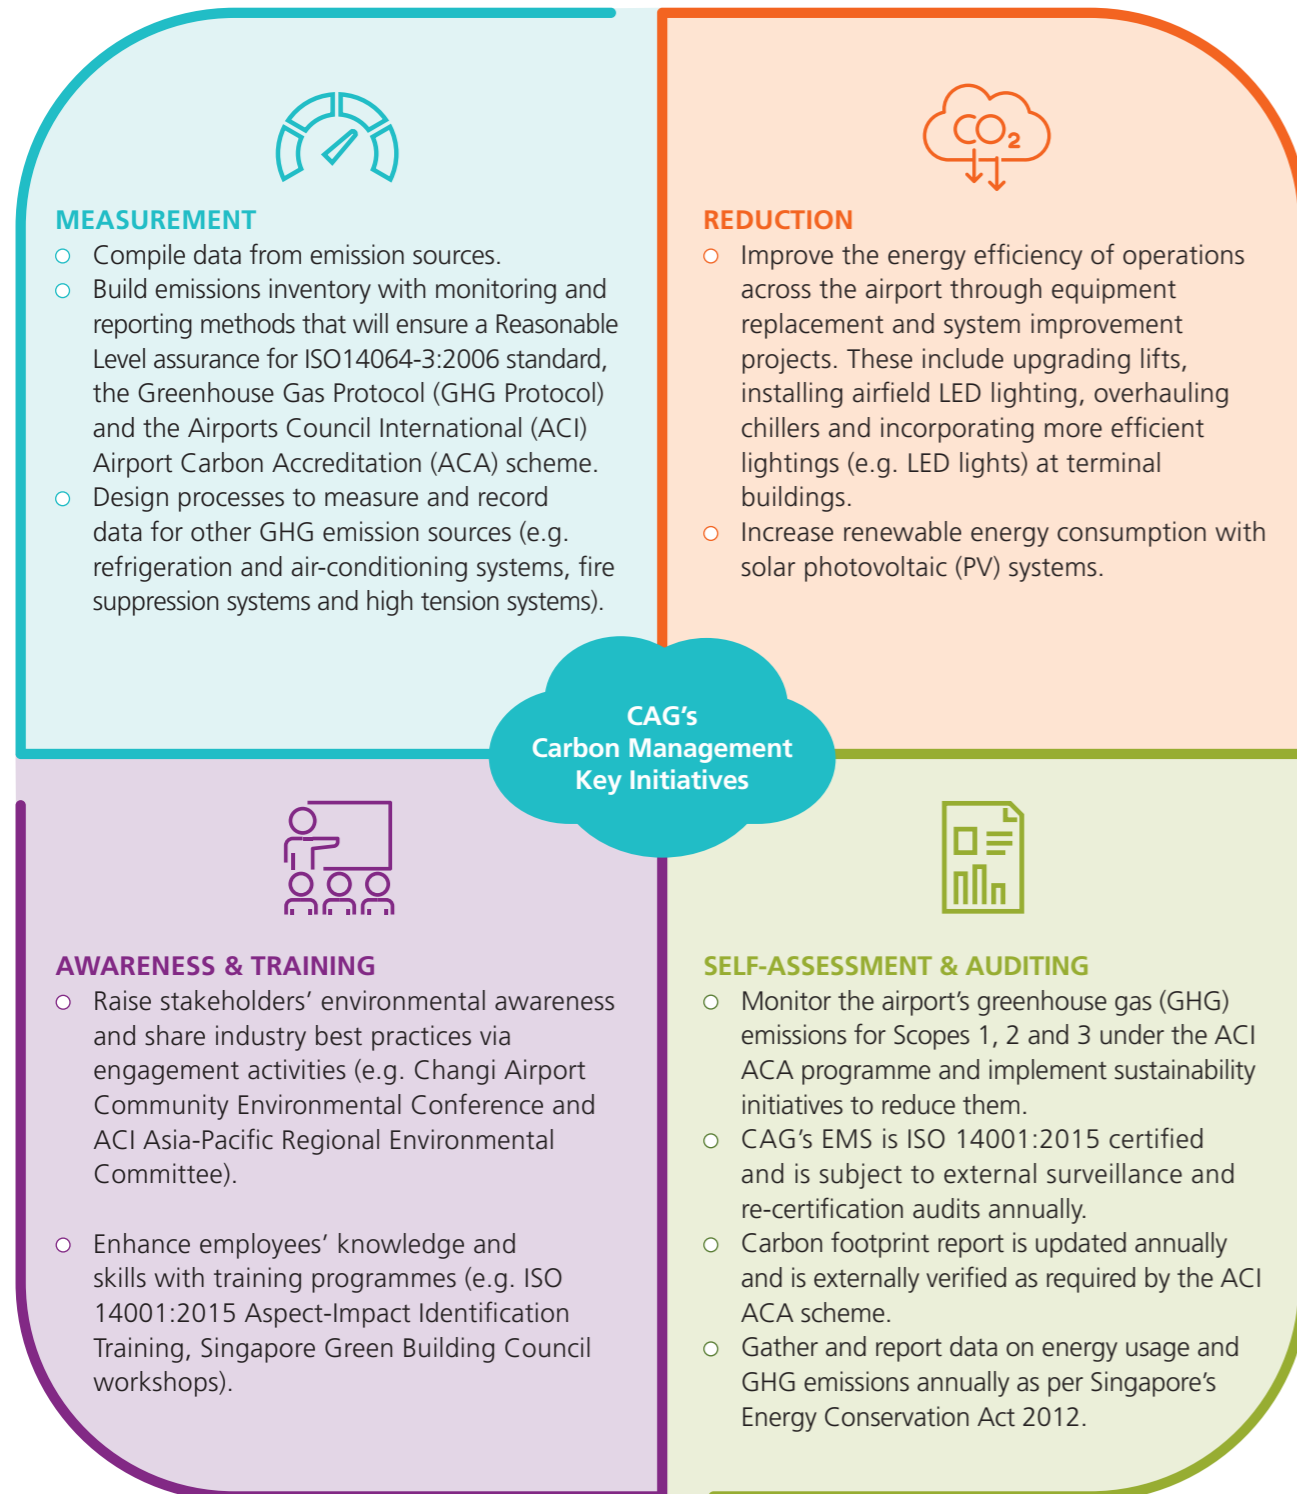 CO2
MEASUREMENT
Compile data from emission sources.
Build emissions inventory with monitoring and
reporting methods that will ensure a Reasonable
Level assurance for ISO14064-3:2006 standard,
the Greenhouse Gas Protocol (GHG Protocol)
and the Airports Council International (ACI)
Airport Carbon Accreditation (ACA) scheme.
Design processes to measure and record
data for other GHG emission sources (e.g.
refrigeration and air-conditioning systems, fire
suppression systems and high tension systems).
REDUCTION
Improve the energy efficiency of operations
across the airport through equipment
replacement and system improvement
projects. These include upgrading lifts,
installing airfield LED lighting, overhauling
chillers and incorporating more efficient
lightings (e.g. LED lights) at terminal
buildings.
Increase renewable energy consumption with
solar photovoltaic (PV) systems.
CAG’s
Carbon Management
Key Initiatives
AWARENESS & TRAINING
Raise stakeholders’ environmental awareness
and share industry best practices via
engagement activities (e.g. Changi Airport
Community Environmental Conference and
ACI Asia-Pacific Regional Environmental
Committee).
Enhance employees’ knowledge and
skills with training programmes (e.g. ISO
14001:2015 Aspect-Impact Identification
Training, Singapore Green Building Council
workshops).
SELF-ASSESSMENT & AUDITING
Monitor the airport’s greenhouse gas (GHG)
emissions for Scopes 1, 2 and 3 under the ACI
ACA programme and implement sustainability
initiatives to reduce them.
CAG’s EMS is ISO 14001:2015 certified
and is subject to external surveillance and
re-certification audits annually.
Carbon footprint report is updated annually
and is externally verified as required by the ACI
ACA scheme.
Gather and report data on energy usage and
GHG emissions annually as per Singapore’s
Energy Conservation Act 2012.